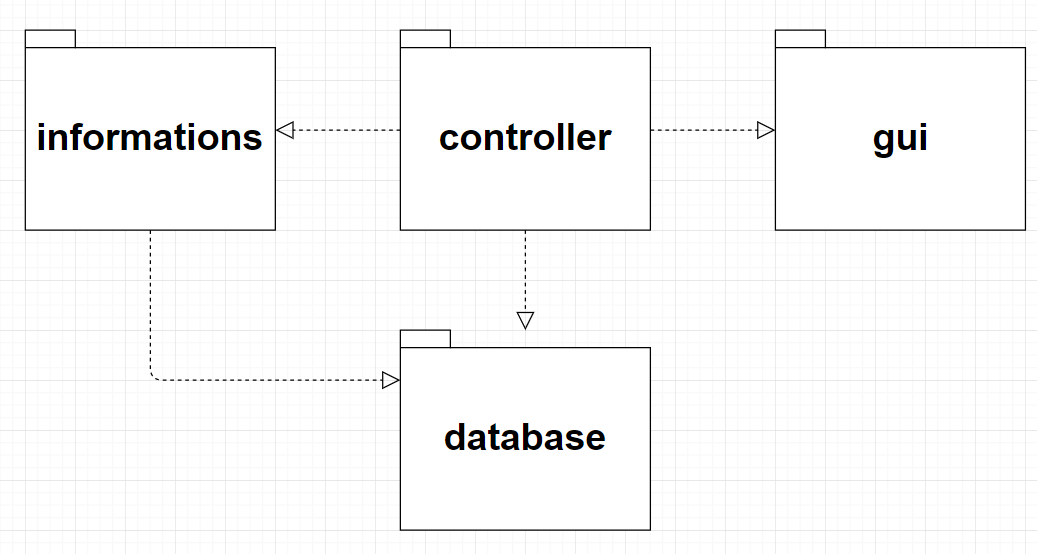 informations
controller
gui
database